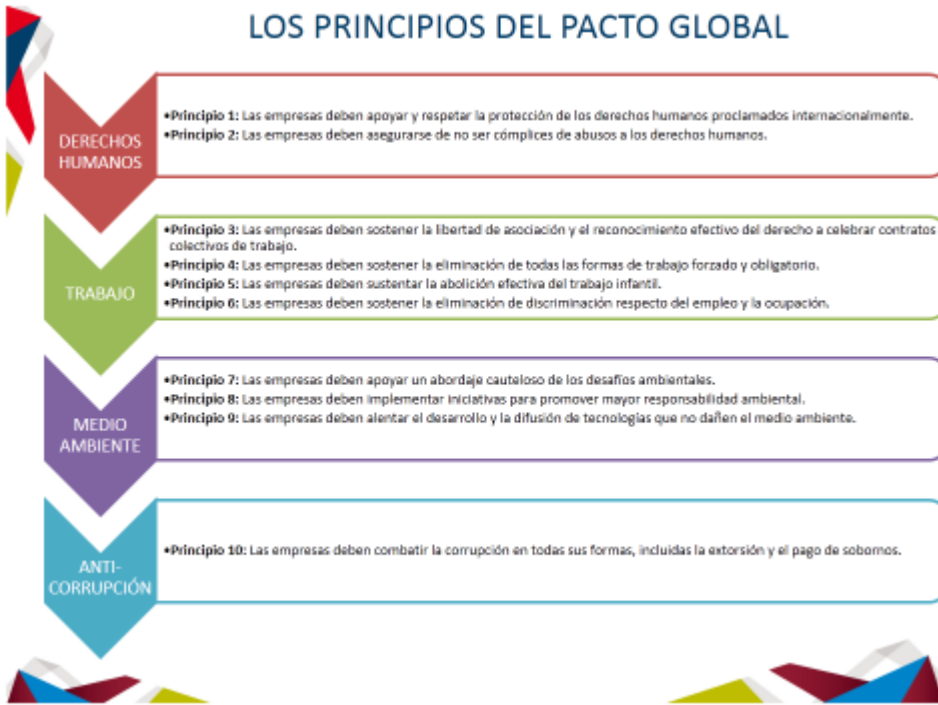 LOS PRINCIPIOS DEL PACTO GLOBAL
DERECHOS
HUMANOS
•Principio 1: Las empresas deben apoyar y respetar la protección de los derechos humanos proclamados internacionalmente.
•Principio 2: Las empresas deben asegurarse de no ser cómplices de abusos a los derechos humanos.
TRABAJO
•Principio 3: Las empresas deben sostener la libertad de asociación y el reconocimiento efectivo del derecho a celebrar contratos
colectivos de trabajo.
•Principio 4: Las empresas deben sostener la eliminación de todas las formas de trabajo forzado y obligatorio.
•Principio 5: Las empresas deben sustentar la abolición efectiva del trabajo infantil.
•Principio 6: Las empresas deben sostener la eliminación de discriminación respecto del empleo y la ocupación.
MEDIO
AMBIENTE
•Principio 7: Las empresas deben apoyar un abordaje cauteloso de los desafíos ambientales.
•Principio 8: Las empresas deben implementar iniciativas para promover mayor responsabilidad ambiental.
•Principio 9: Las empresas deben alentar el desarrollo y la difusión de tecnologías que no dañen el medio ambiente.
ANTI-
CORRUPCIÓN
•Principio 10: Las empresas deben combatir la corrupción en todas sus formas, incluidas la extorsión y el pago de sobornos.